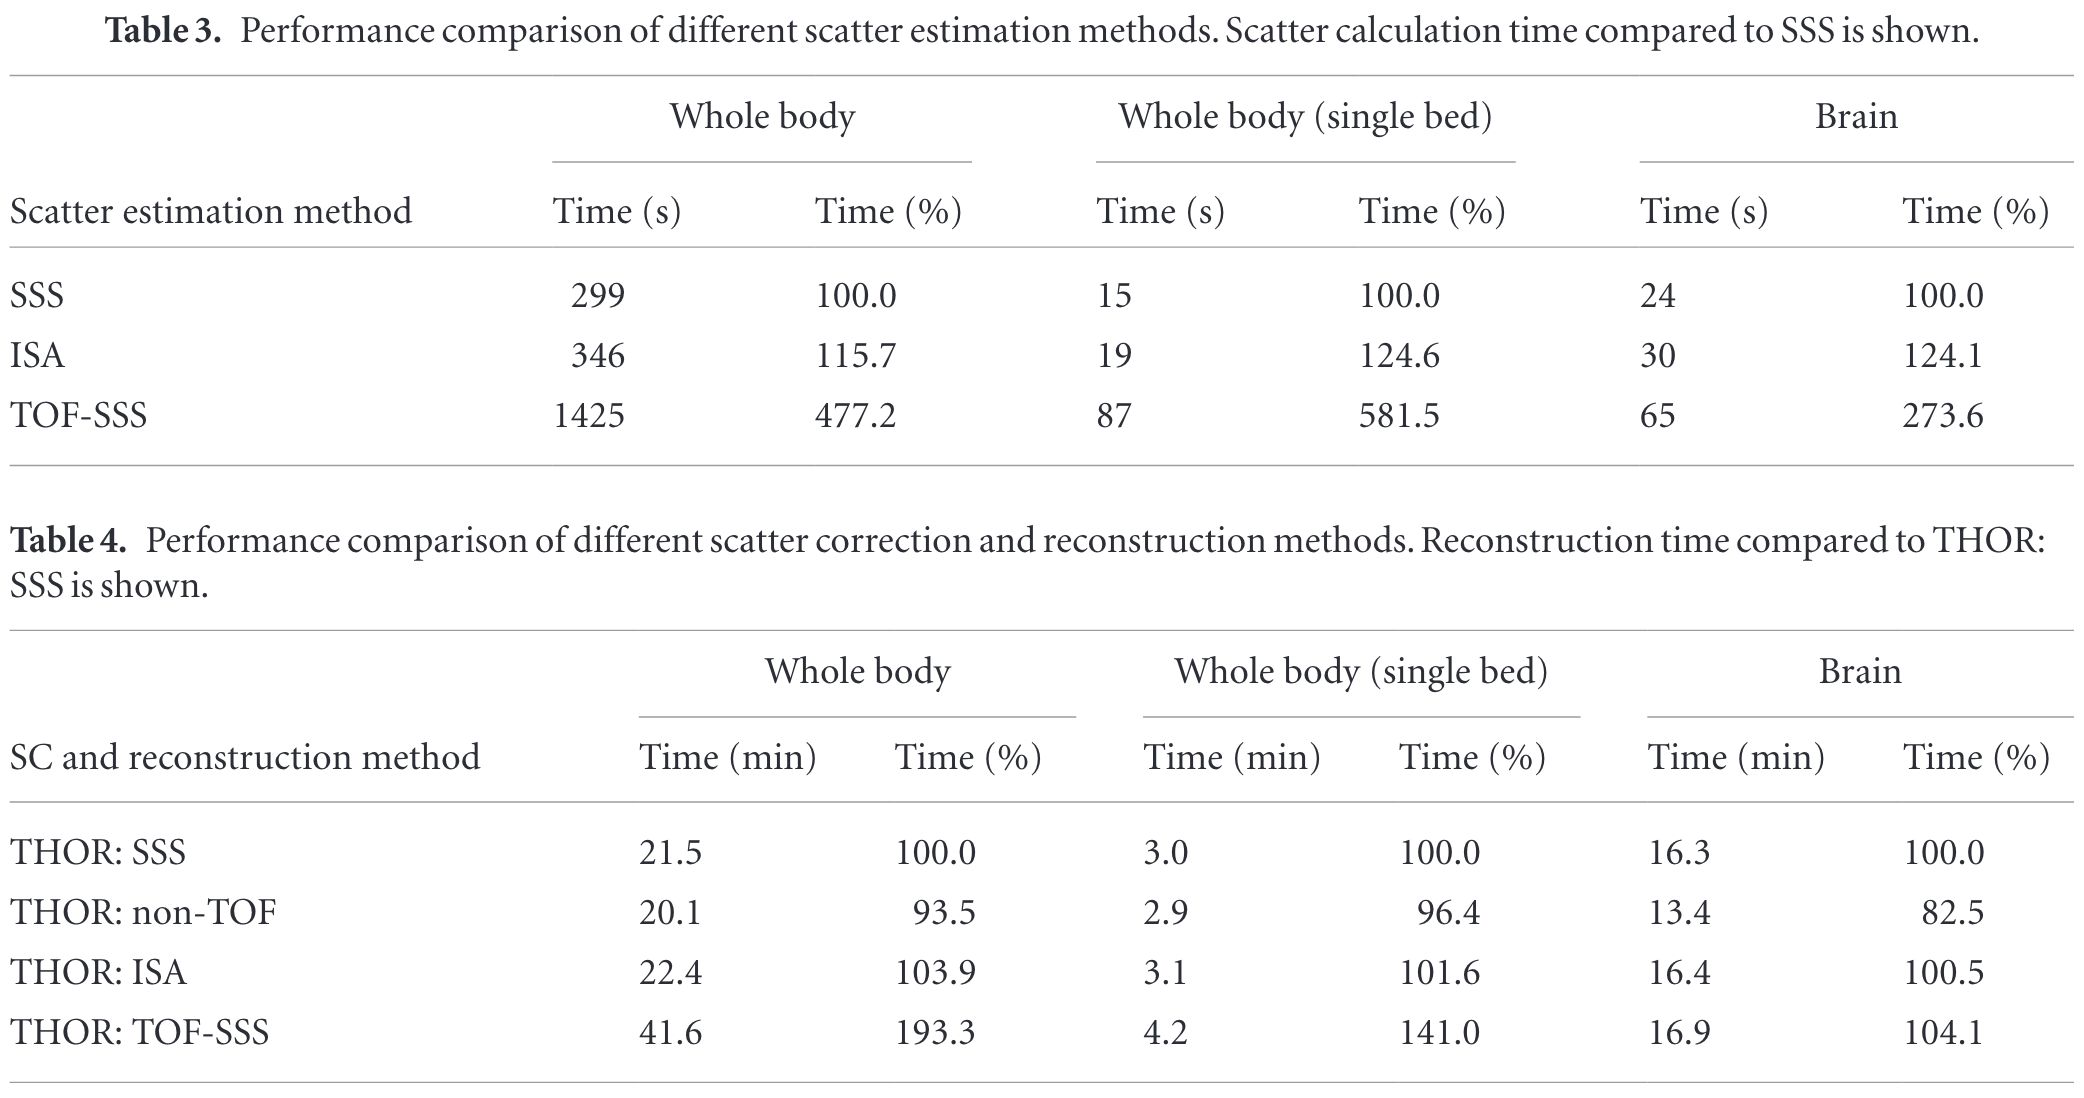 Table 3. Performance comparison of different scatter estimation methods. Scatter calculation time compared to SSS is shown.
Whole body Whole body (single bed) Brain
Scatter estimation method Time (s) Time (%) Time (s) Time (%) Time (s) Time (%)
SSS 299 100.0 15 100.0 24 100.0
ISA 346 115.7 19 124.6 30 124.1
TOF-SSS 1425 477.2 87 581.5 65 273.6
Table 4. Performance comparison of different scatter correction and reconstruction methods. Reconstruction time compared to THOR:
SSS is shown.
Whole body Whole body (single bed) Brain
SC and reconstruction method Time (min) Time (%) Time (min) Time (%) Time (min) Time (%)
THOR: SSS 21.5 100.0 3.0 100.0 16.3 100.0
THOR: non-TOF 20.1 93.5 2.9 96.4 13.4 82.5
THOR: ISA 22.4 103.9 3.1 101.6 16.4 100.5
THOR: TOF-SSS 41.6 193.3 4.2 141.0 16.9 104.1